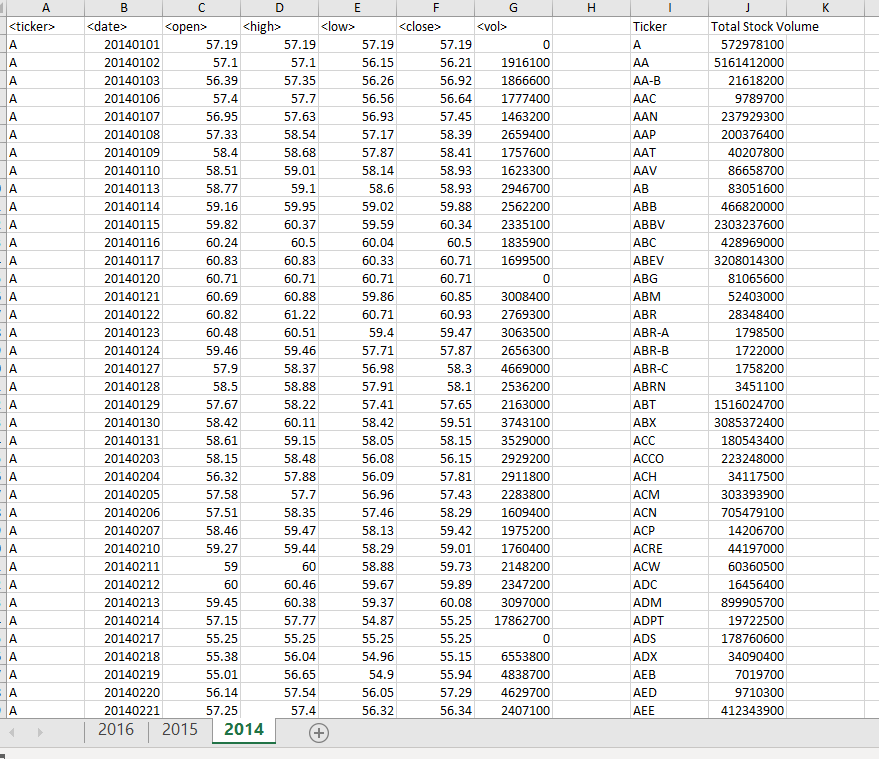 A B C D E F G H I J K
<ticker> <date> <open> <high> <low> <close> <vol> Ticker Total Stock Volume
A 20140101 57.19 57.19 57.19 57.19 0 A 572978100
A 20140102 57.1 57.1 56.15 56.21 1916100 AA 5161412000
A 20140103 56.39 57.35 56.26 56.92 1866600 AA-B 21618200
A 20140106 57.4 57.7 56.56 56.64 1777400 AAC 9789700
A 20140107 56.95 57.63 56.93 57.45 1463200 AAN 237929300
A 20140108 57.33 58.54 57.17 58.39 2659400 AAP 200376400
A 20140109 58.4 58.68 57.87 58.41 1757600 AAT 40207800
A 20140110 58.51 59.01 58.14 58.93 1623300 AAV 86658700
A 20140113 58.77 59.1 58.6 58.93 2946700 AB 83051600
A 20140114 59.16 59.95 59.02 59.88 2562200 ABB 466820000
A 20140115 59.82 60.37 59.59 60.34 2335100 ABBV 2303237600
A 20140116 60.24 60.5 60.04 60.5 1835900 ABC 428969000
A 20140117 60.83 60.83 60.33 60.71 1699500 ABEV 3208014300
A 20140120 60.71 60.71 60.71 60.71 0 ABG 81065600
A 20140121 60.69 60.88 59.86 60.85 3008400 ABM 52403000
A 20140122 60.82 61.22 60.71 60.93 2769300 ABR 28348400
A 20140123 60.48 60.51 59.4 59.47 3063500 ABR-A 1798500
A 20140124 59.46 59.46 57.71 57.87 2656300 ABR-B 1722000
A 20140127 57.9 58.37 56.98 58.3 4669000 ABR-C 1758200
A 20140128 58.5 58.88 57.91 58.1 2536200 ABRN 3451100
A 20140129 57.67 58.22 57.41 57.65 2163000 ABT 1516024700
A 20140130 58.42 60.11 58.42 59.51 3743100 ABX 3085372400
A 20140131 58.61 59.15 58.05 58.15 3529000 ACC 180543400
A 20140203 58.15 58.48 56.08 56.15 2929200 ACCO 223248000
A 20140204 56.32 57.88 56.09 57.81 2911800 ACH 34117500
A 20140205 57.58 57.7 56.96 57.43 2283800 ACM 303393900
A 20140206 57.51 58.35 57.46 58.29 1609400 ACN 705479100
A 20140207 58.46 59.47 58.13 59.42 1975200 ACP 14206700
A 20140210 59.27 59.44 58.29 59.01 1760400 ACRE 44197000
A 20140211 59 60 58.88 59.73 2148200 ACW 60360500
A 20140212 60 60.46 59.67 59.89 2347200 ADC 16456400
A 20140213 59.45 60.38 59.37 60.08 3097000 ADM 899905700
A 20140214 57.15 57.77 54.87 55.25 17862700 ADPT 19722500
A 20140217 55.25 55.25 55.25 55.25 0 ADS 178760600
A 20140218 55.38 56.04 54.96 55.15 6553800 ADX 34090400
A 20140219 55.01 56.65 54.9 55.94 4838700 AEB 7019700
A 20140220 56.14 57.54 56.05 57.29 4629700 AED 9710300
A 20140221 57.25 57.4 56.32 56.34 2407100 AEE 412343900
2016 2015 2014